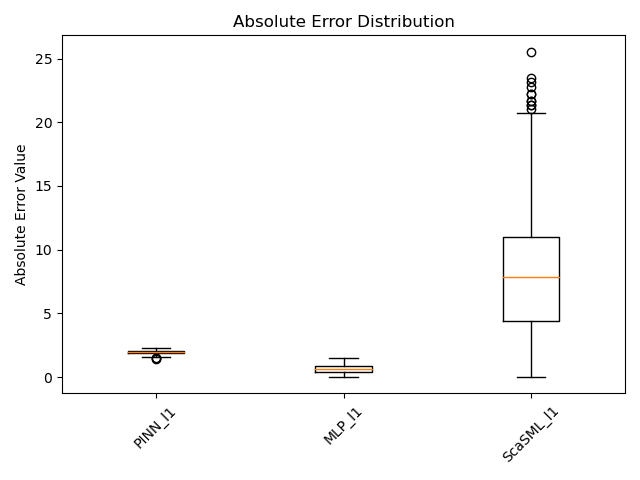 Absolute Error Distribution
Absolute Error Value
25
20
15
10
5
0
PINN_l1
MLP_l1
ScaSML_l1